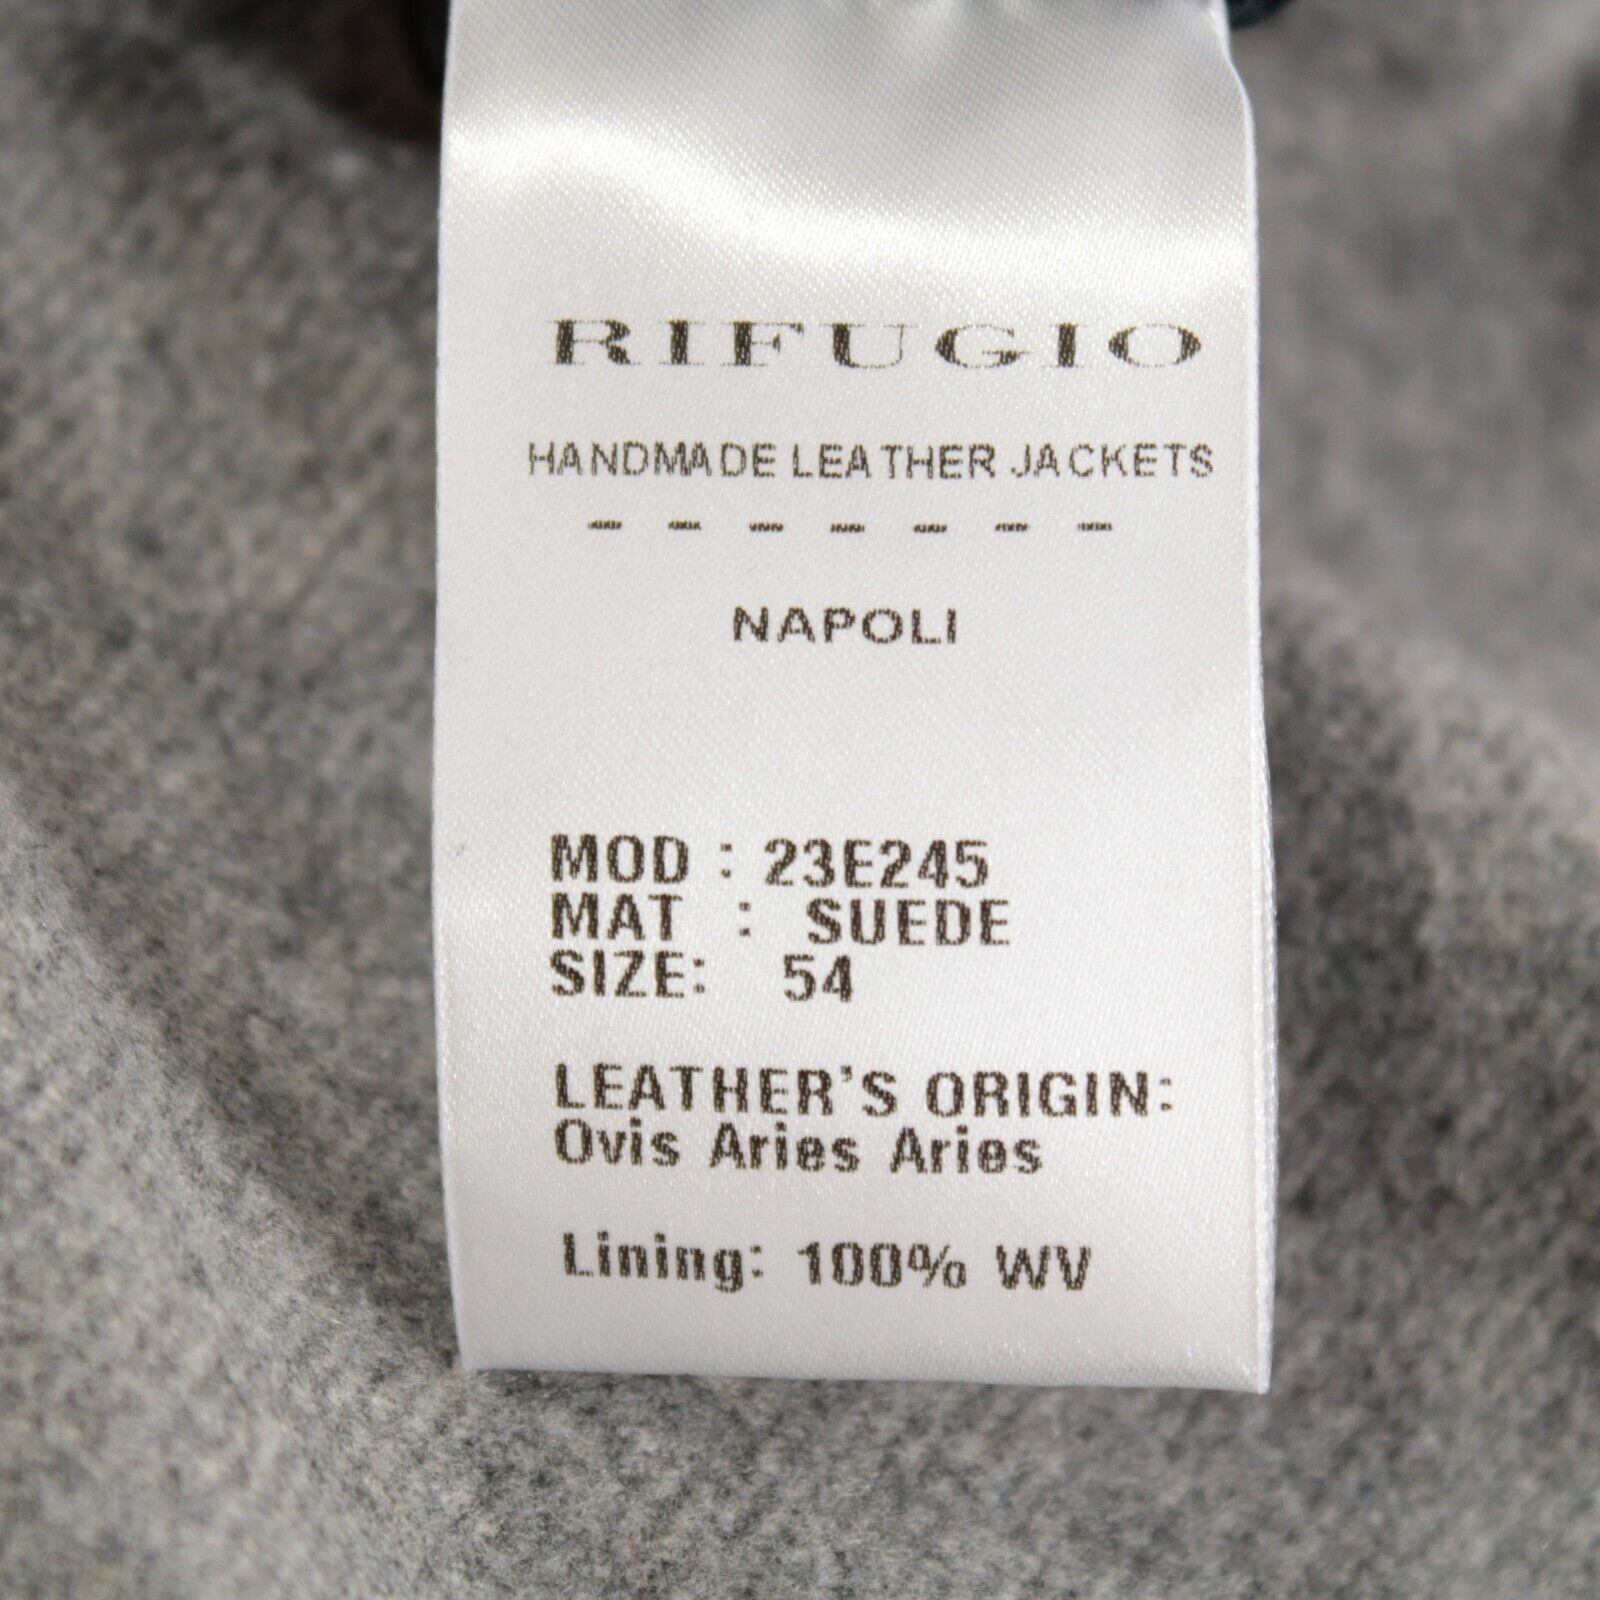 RIFUGIO
HANDMADE LEATHER JACKETS
- - - - - - -
NAPOLI
MOD : 23E245
MAT : SUEDE
SIZE: 54
LEATHER'S ORIGIN:
Ovis Aries Aries
Lining: 100% WV